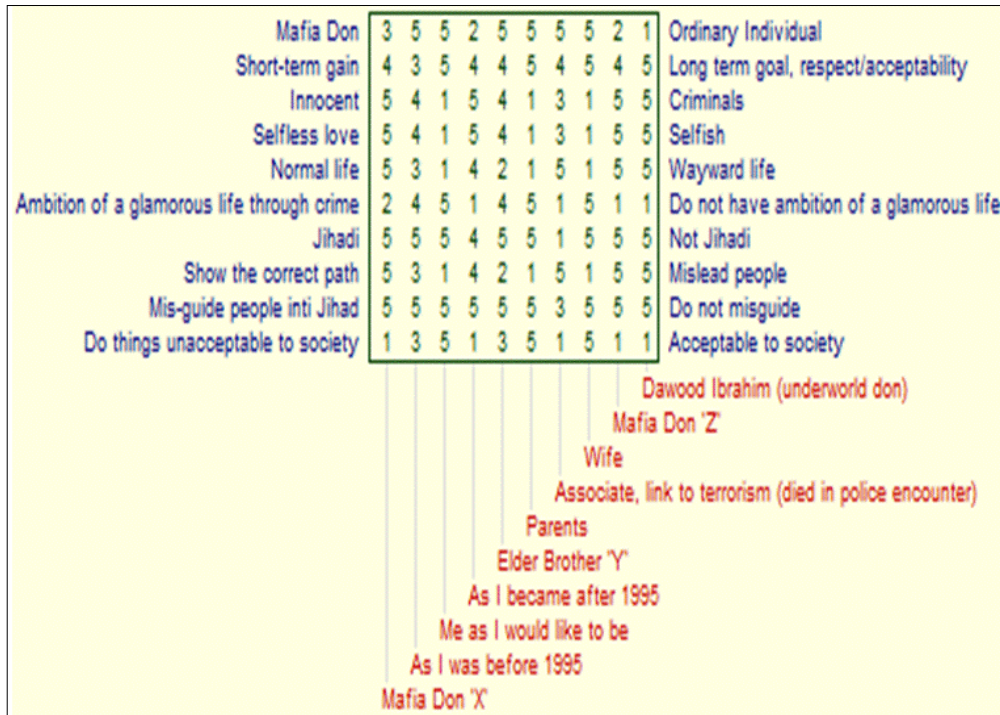 Mafia Don 3 5 5 2 5 5 5 5 2 1 Ordinary Individual
Short-term gain 4 3 5 4 4 5 4 5 4 5 Long term goal, respect/acceptability
Innocent 5 4 1 5 4 1 3 1 5 5 Criminals
Selfless love 5 4 1 5 4 1 3 1 5 5 Selfish
Normal life 5 3 1 4 2 1 5 1 5 5 Wayward life
Ambition of a glamorous life through crime 2 4 5 1 4 5 1 5 1 1 Do not have ambition of a glamorous life
Jihadi 5 5 5 4 5 5 1 5 5 5 Not Jihadi
Show the correct path 5 3 1 4 2 1 5 1 5 5 Mislead people
Mis-guide people inti Jihad 5 5 5 5 5 5 3 5 5 5 Do not misguide
Do things unacceptable to society 1 3 5 1 3 5 1 5 1 1 Acceptable to society
Dawood Ibrahim (underworld don)
Mafia Don 'Z'
Wife
Associate, link to terrorism (died in police encounter)
Parents
Elder Brother 'Y'
As I became after 1995
Me as I would like to be
As I was before 1995
Mafia Don 'X'